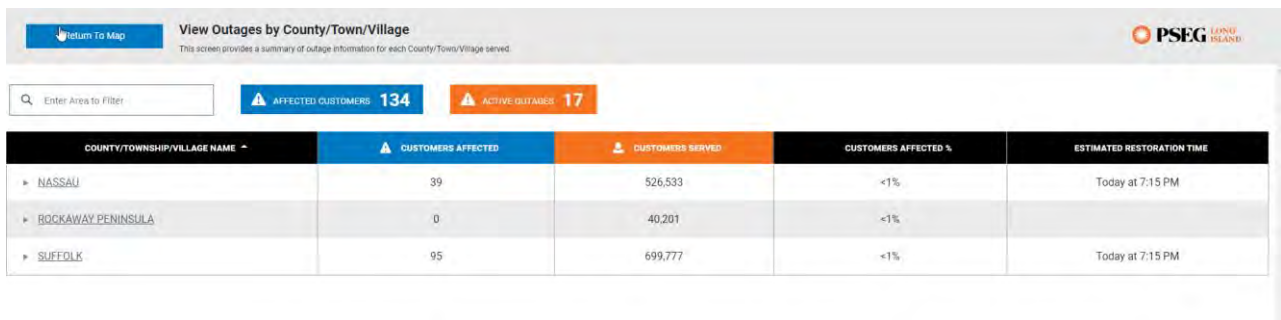 Return To Map
View Outages by County/Town/Village
This screen provides a summary of outage information for each County/Town/Village served.
PSEG LONG ISLAND
Enter Area to Filter
AFFECTED CUSTOMERS 134
ACTIVE OUTAGES 17
COUNTY/TOWNSHIP/VILLAGE NAME CUSTOMERS AFFECTED CUSTOMERS SERVED CUSTOMERS AFFECTED % ESTIMATED RESTORATION TIME
NASSAU 39 526,533 <1% Today at 7:15 PM
ROCKAWAY PENINSULA 0 40,201 <1%
SUFFOLK 95 699,777 <1% Today at 7:15 PM